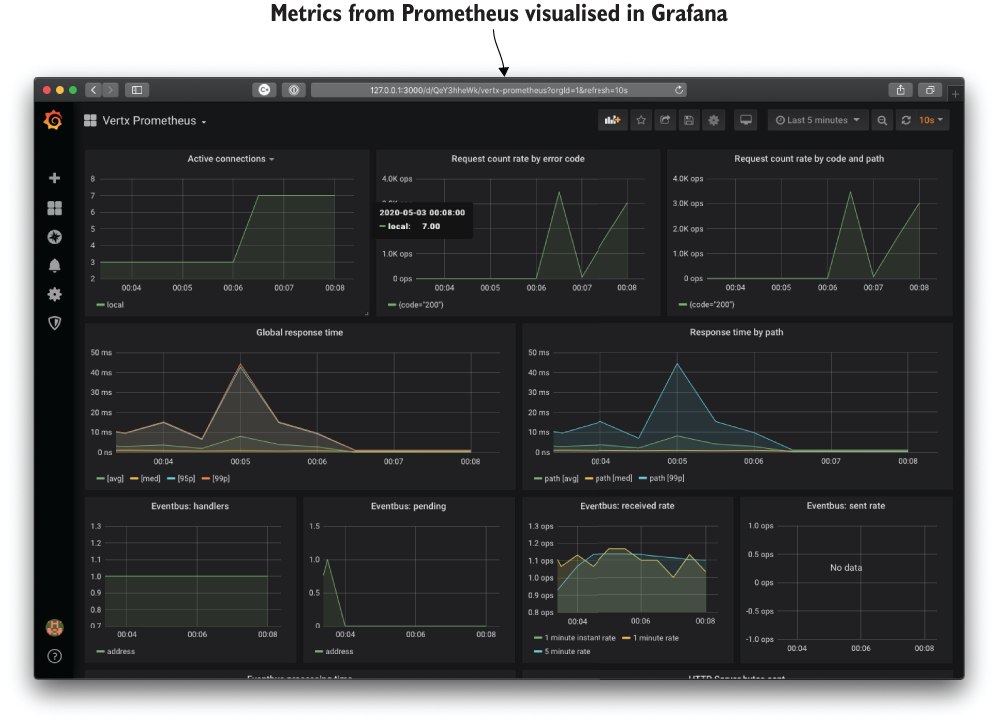 Metrics from Prometheus visualised in Grafana
127.0.0.1:3000/d/QeY3hheWk/vertx-prometheus?orgId=1&refresh=10s
Vertx Prometheus
Last 5 minutes
10s
Active connections
8
7
6
5
4
3
2
00:04 00:05 00:06 00:07 00:08
local
Request count rate by error code
4.0K ops
1.0K ops
0 ops
00:04 00:05 00:06 00:07 00:08
{code="200"}
2020-05-03 00:08:00
local: 7.00
Request count rate by code and path
4.0K ops
3.0K ops
2.0K ops
1.0K ops
0 ops
00:04 00:05 00:06 00:07 00:08
{code="200"}
Global response time
50 ms
40 ms
30 ms
20 ms
10 ms
0 ns
00:04 00:05 00:06 00:07 00:08
[avg] [med] [95p] [99p]
Response time by path
50 ms
40 ms
30 ms
20 ms
10 ms
0 ns
00:04 00:05 00:06 00:07 00:08
path [avg] path [med] path [99p]
Eventbus: handlers
1.3
1.2
1.1
1.0
0.9
0.8
0.7
00:04 00:06 00:08
address
Eventbus: pending
1.5
1.0
0.5
0
00:04 00:06 00:08
address
Eventbus: received rate
1.3 ops
1.2 ops
1.1 ops
1.0 ops
0.9 ops
0.8 ops
00:04 00:06 00:08
1 minute instant rate 1 minute rate
5 minute rate
Eventbus: sent rate
1.0 ops
0.5 ops
0 ops
-0.5 ops
-1.0 ops
No data
00:04 00:06 00:08
Eventbus processing time
HTTP Server bytes sent